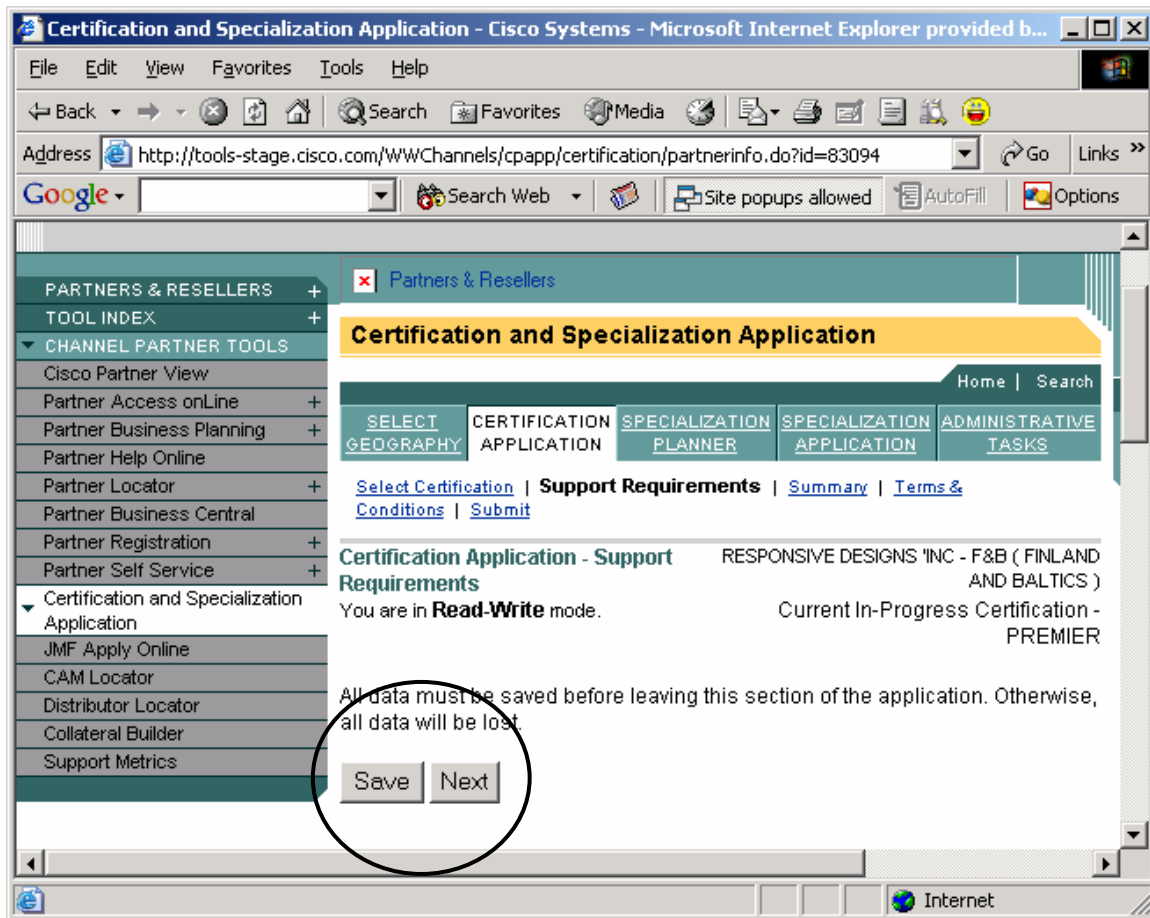 Certification and Specialization Application - Cisco Systems - Microsoft Internet Explorer provided b...
File Edit View Favorites Tools Help
Back Search Favorites Media
Address http://tools-stage.cisco.com/WWChannels/cpapp/certification/partnerinfo.do?id=83094 Go Links »
Google Search Web Site popups allowed AutoFill Options
Partners & Resellers
PARTNERS & RESELLERS +
TOOL INDEX +
CHANNEL PARTNER TOOLS
Cisco Partner View
Partner Access onLine +
Partner Business Planning +
Partner Help Online
Partner Locator +
Partner Business Central
Partner Registration +
Partner Self Service +
Certification and Specialization
Application
JMF Apply Online
CAM Locator
Distributor Locator
Collateral Builder
Support Metrics
Certification and Specialization Application
Home | Search
SELECT GEOGRAPHY
CERTIFICATION APPLICATION
SPECIALIZATION PLANNER
SPECIALIZATION APPLICATION
ADMINISTRATIVE TASKS
Select Certification | Support Requirements | Summary | Terms &
Conditions | Submit
Certification Application - Support
Requirements
You are in Read-Write mode.
RESPONSIVE DESIGNS 'INC - F&B ( FINLAND
AND BALTICS )
Current In-Progress Certification -
PREMIER
All data must be saved before leaving this section of the application. Otherwise,
all data will be lost.
Save Next
Internet